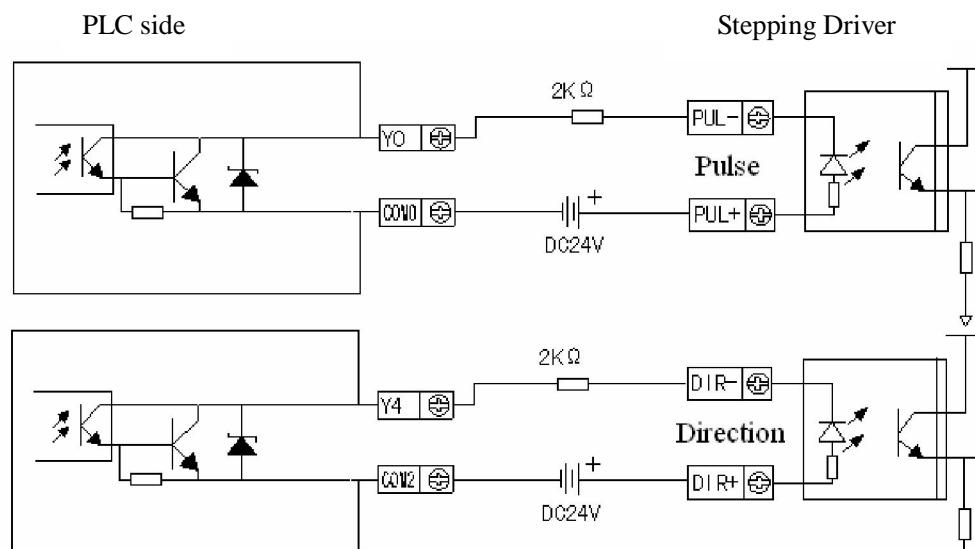 PLC side
Stepping Driver
2KΩ
Y0
PUL-
Pulse
COM0
+
PUL+
DC24V
2KΩ
Y4
DIR-
Direction
COM2
+
DIR+
DC24V